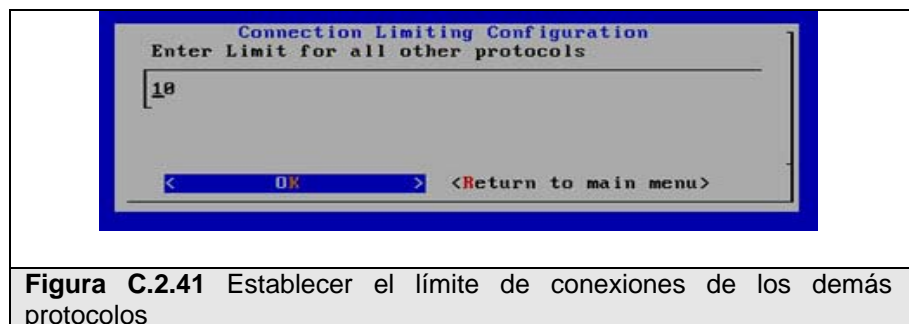 Connection Limiting Configuration
Enter Limit for all other protocols
10
< OK > <Return to main menu>
Figura C.2.41 Establecer el límite de conexiones de los demás
protocolos